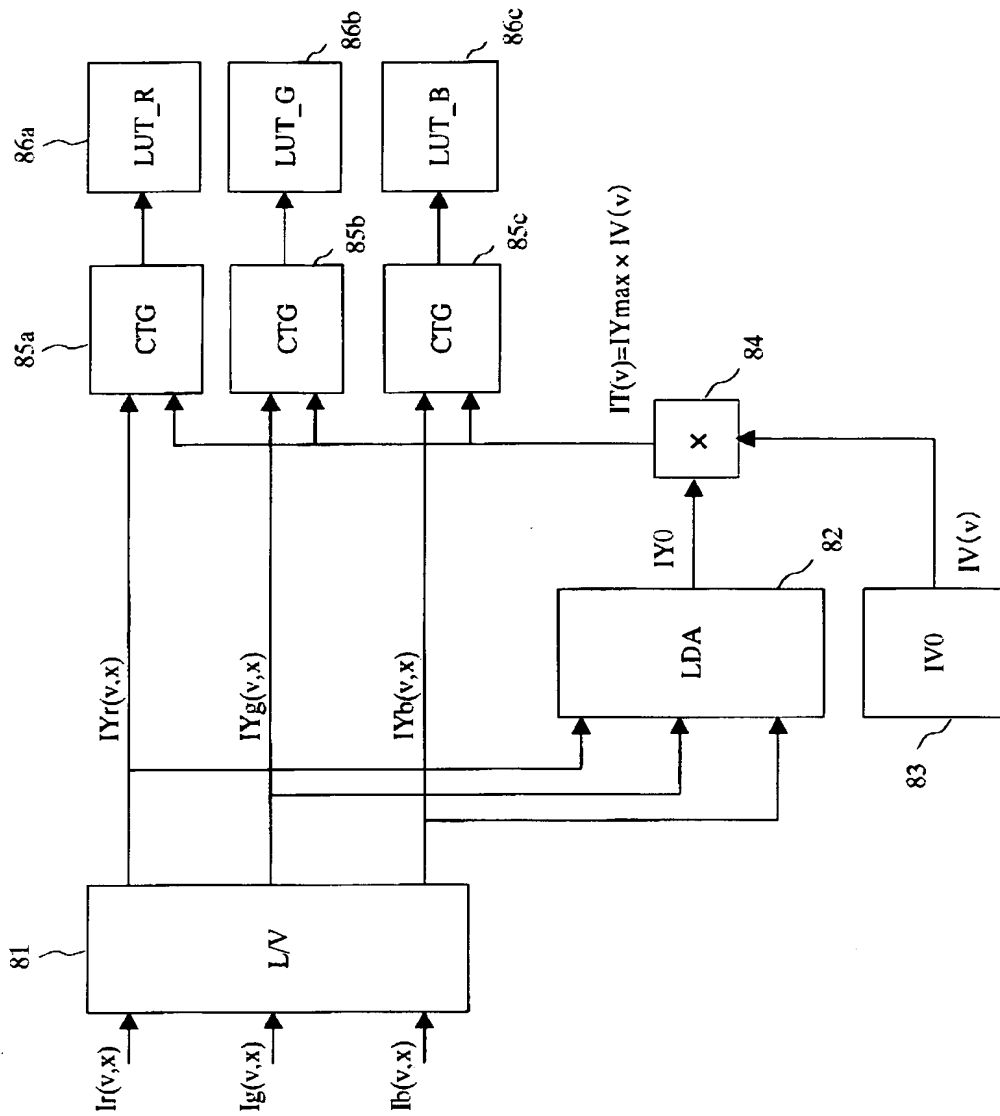 Ir(v,x)
Ig(v,x)
Ib(v,x)
81
L/V
IYr(v,x)
IYg(v,x)
IYb(v,x)
LDA
82
IY0
IV0
83
IV(v)
×
84
IT(v)=IYmax × IV(v)
85a
CTG
CTG
85b
CTG
85c
86a
LUT_R
LUT_G
86b
LUT_B
86c